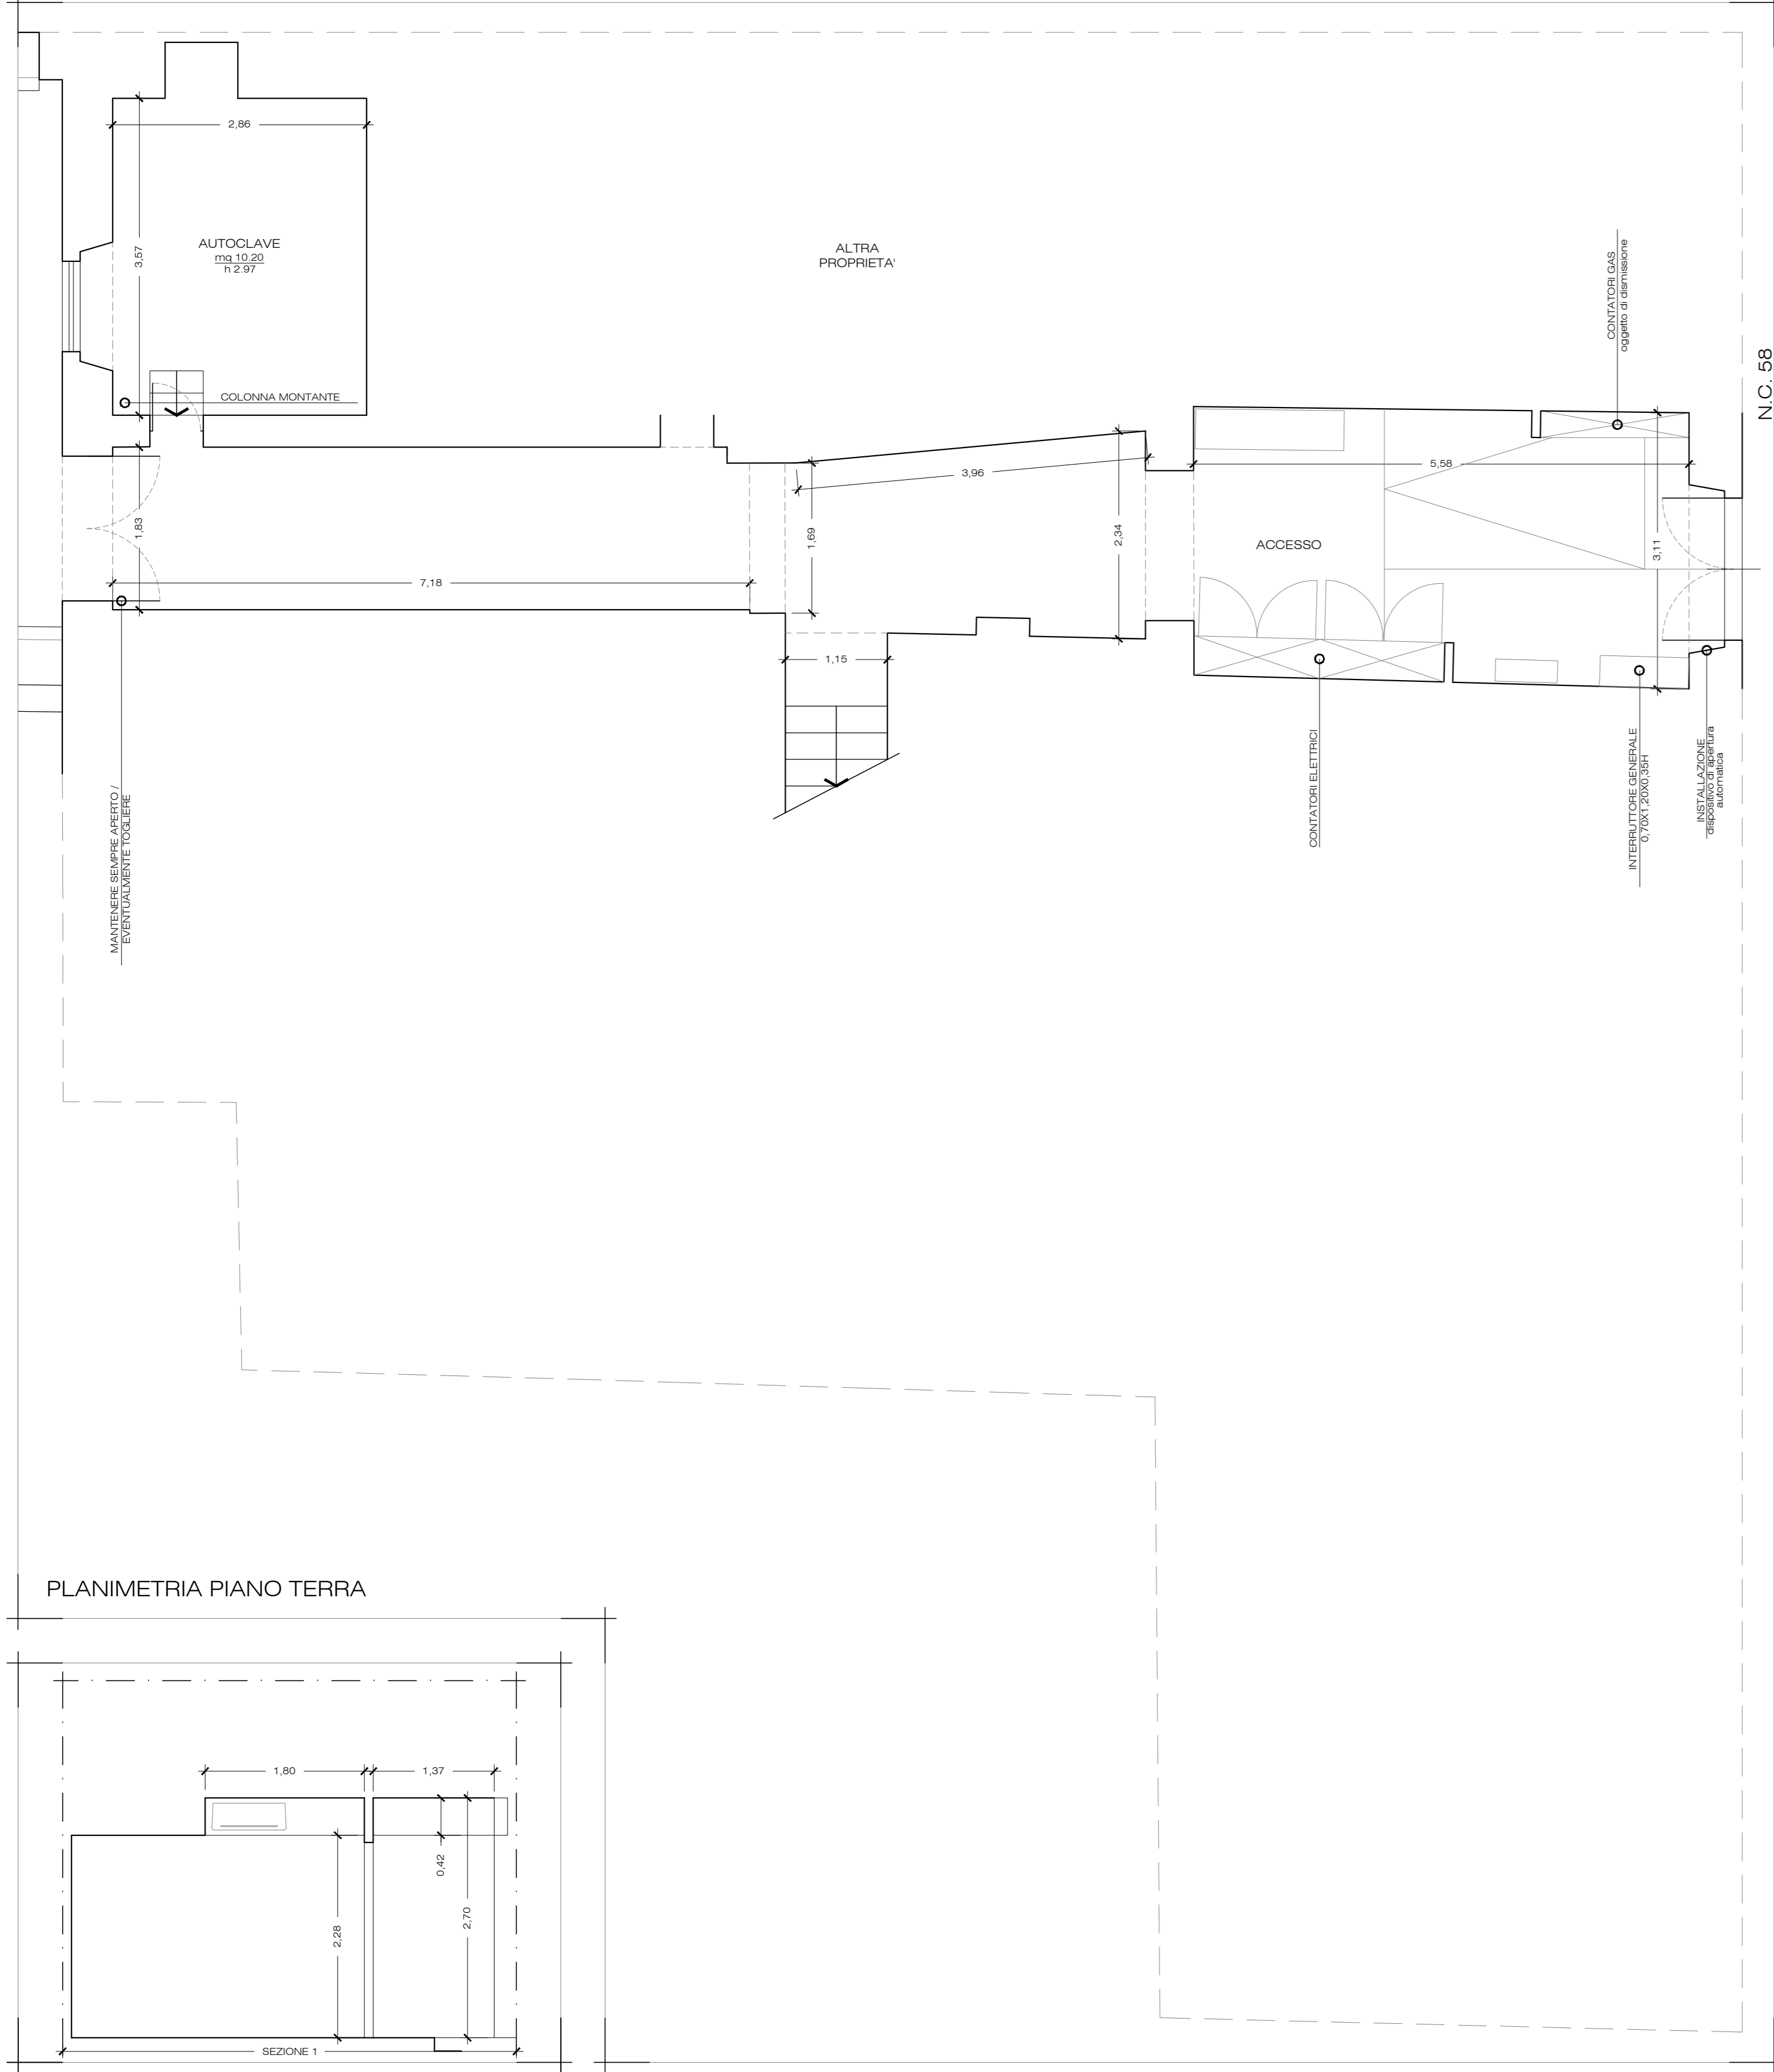 2,86
3,57
AUTOCLAVE
mq 10.20
h 2.97
COLONNA MONTANTE
ALTRA
PROPRIETA'
CONTATORI GAS
oggetto di dismissione
N.C. 58
1,83
7,18
1,69
3,96
2,34
5,58
ACCESSO
3,11
1,15
MANTENERE SEMPRE APERTO /
EVENTUALMENTE TOGLIERE
CONTATORI ELETTRICI
INTERRUTTORE GENERALE
0,70X1,20X0,35H
INSTALLAZIONE
dispositivo di apertura
automatica
PLANIMETRIA PIANO TERRA
1,80
1,37
0,42
2,28
2,70
SEZIONE 1